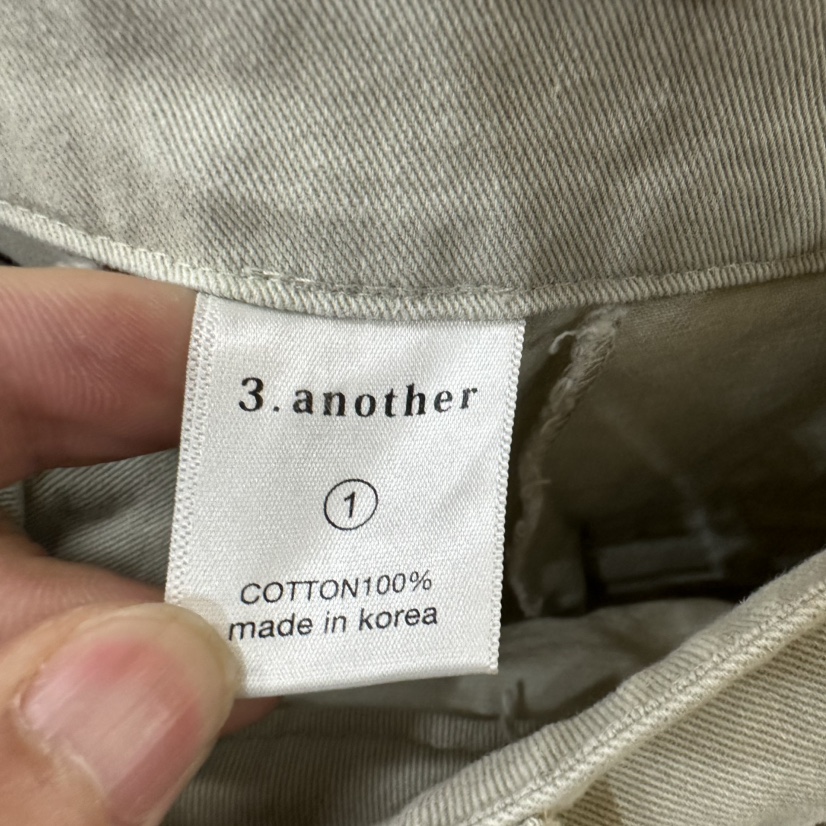 3.another
1
COTTON100%
made in korea